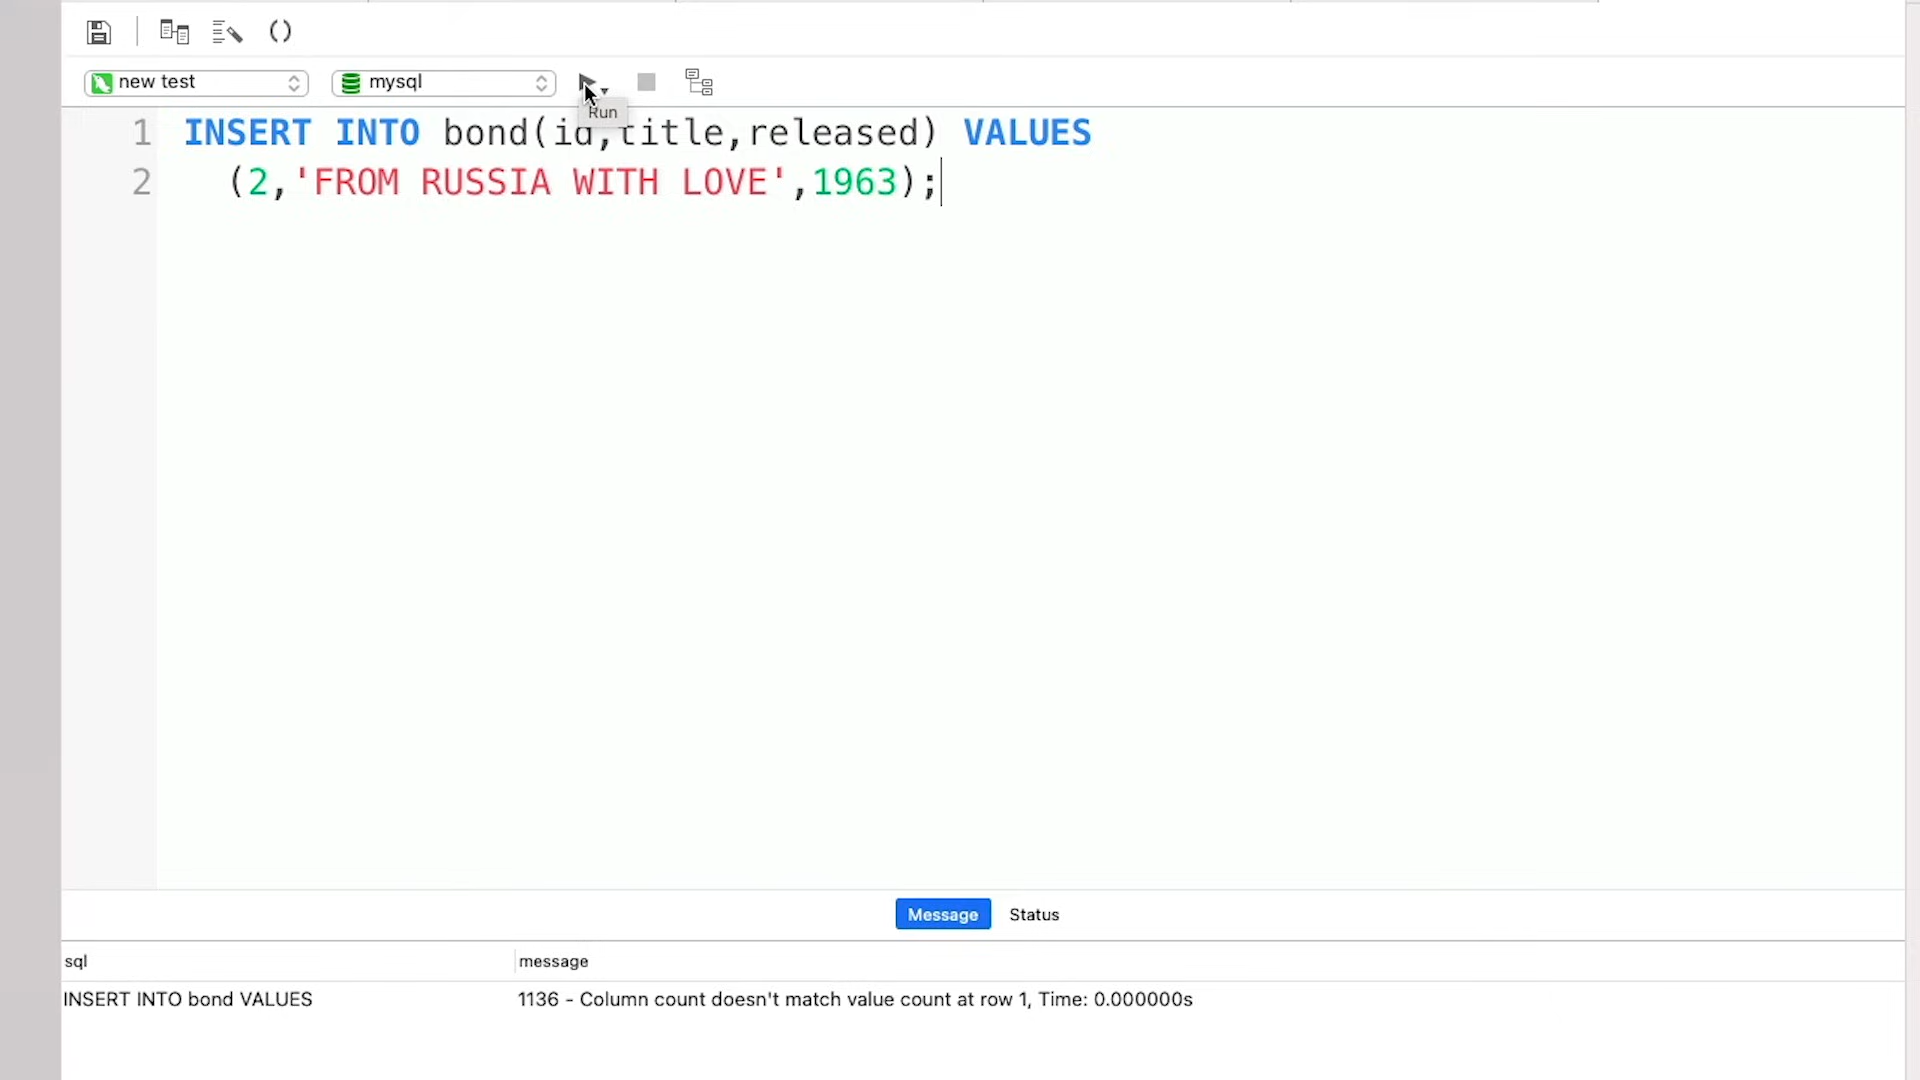 new test
mysql
Run
1 INSERT INTO bond(id,title,released) VALUES
2 (2,'FROM RUSSIA WITH LOVE',1963);
Message Status
sql message
INSERT INTO bond VALUES 1136 - Column count doesn't match value count at row 1, Time: 0.000000s